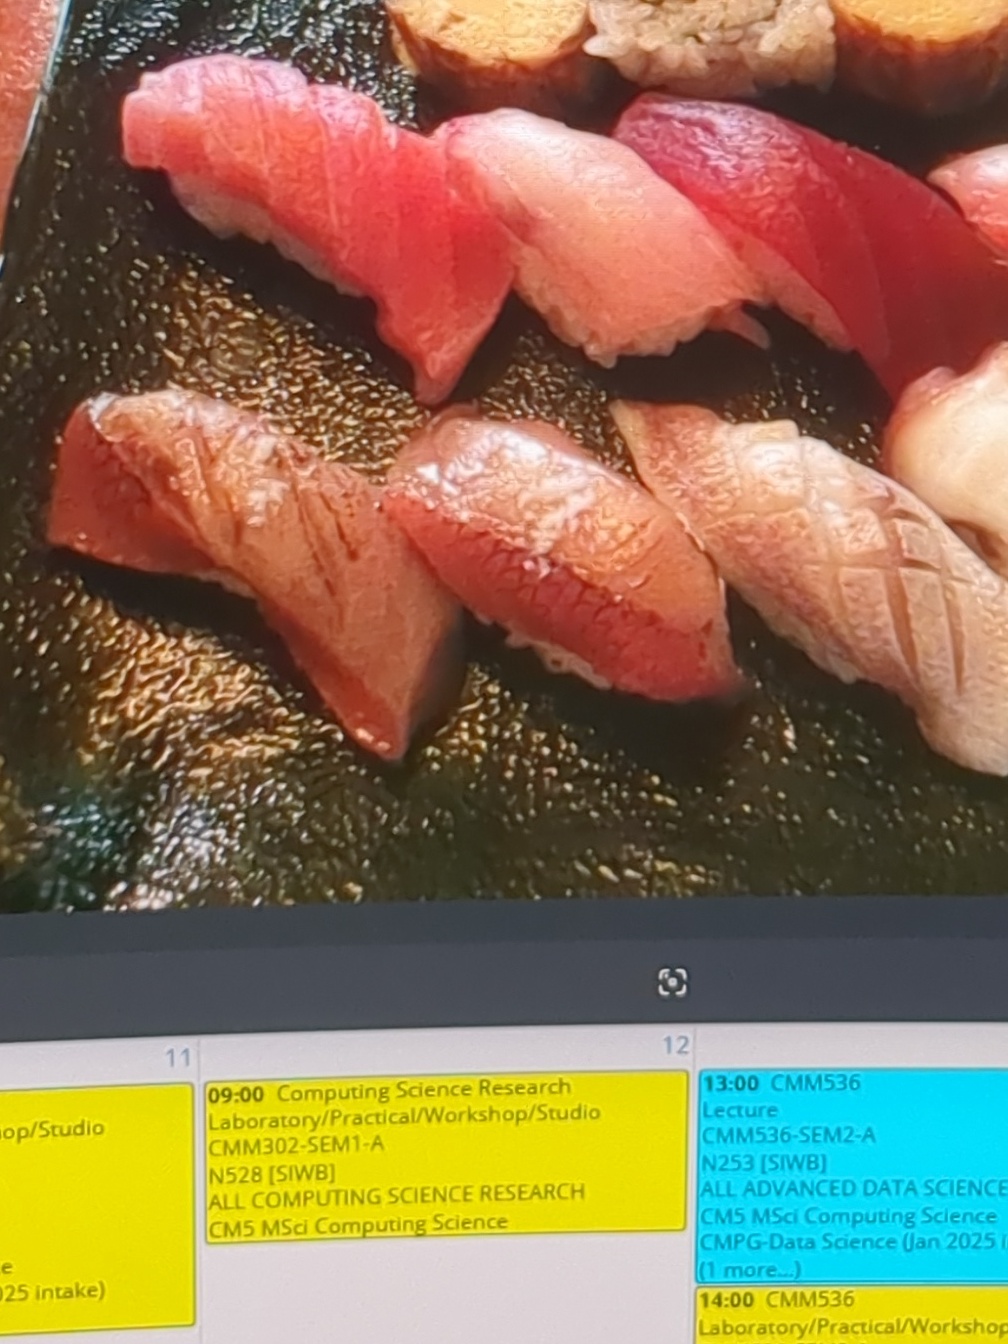 11
op/Studio
e
025 intake)
12
09:00 Computing Science Research
Laboratory/Practical/Workshop/Studio
CMM302-SEM1-A
N528 [SIWB]
ALL COMPUTING SCIENCE RESEARCH
CM5 MSci Computing Science
13:00 CMM536
Lecture
CMM536-SEM2-A
N253 [SIWB]
ALL ADVANCED DATA SCIENCE
CM5 MSci Computing Science
CMPG-Data Science (Jan 2025 i
(1 more...)
14:00 CMM536
Laboratory/Practical/Workshop